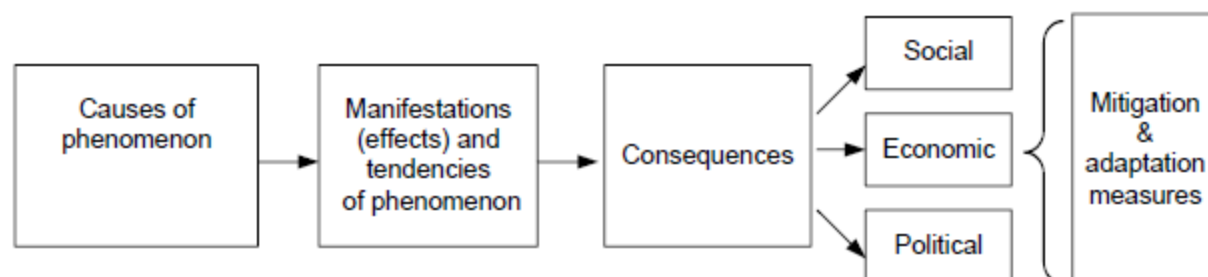 Causes of
phenomenon
Manifestations
(effects) and
tendencies
of phenomenon
Consequences
Social
Economic
Political
Mitigation
&
adaptation
measures